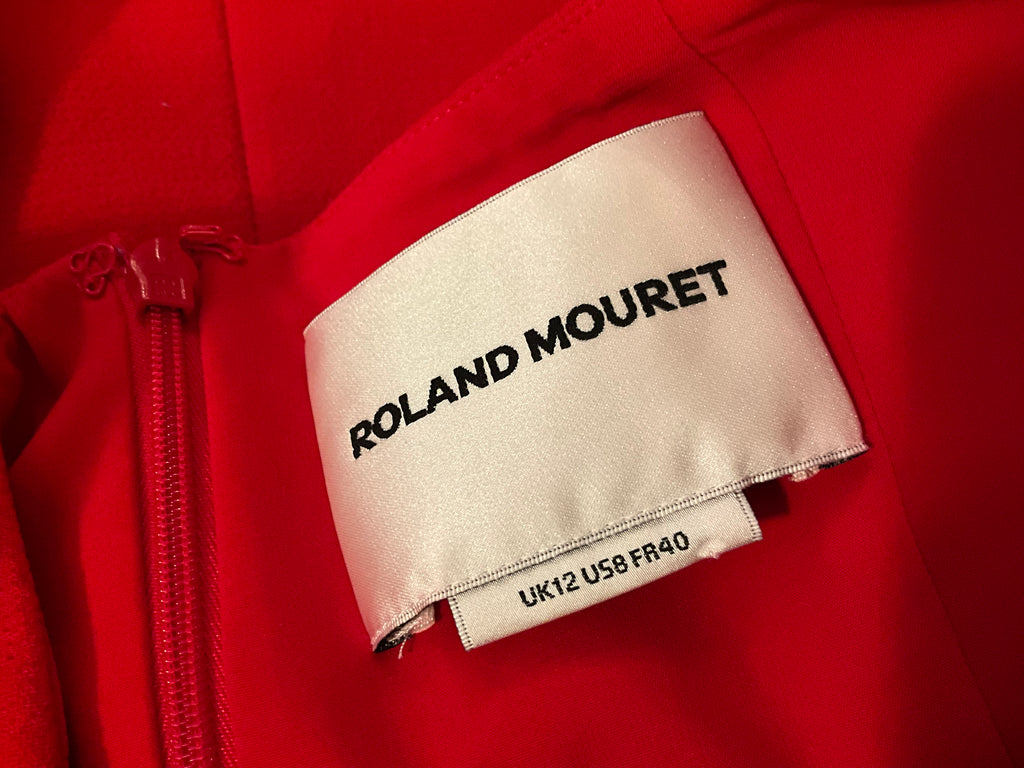 ROLAND MOURET
UK12 US8 FR40